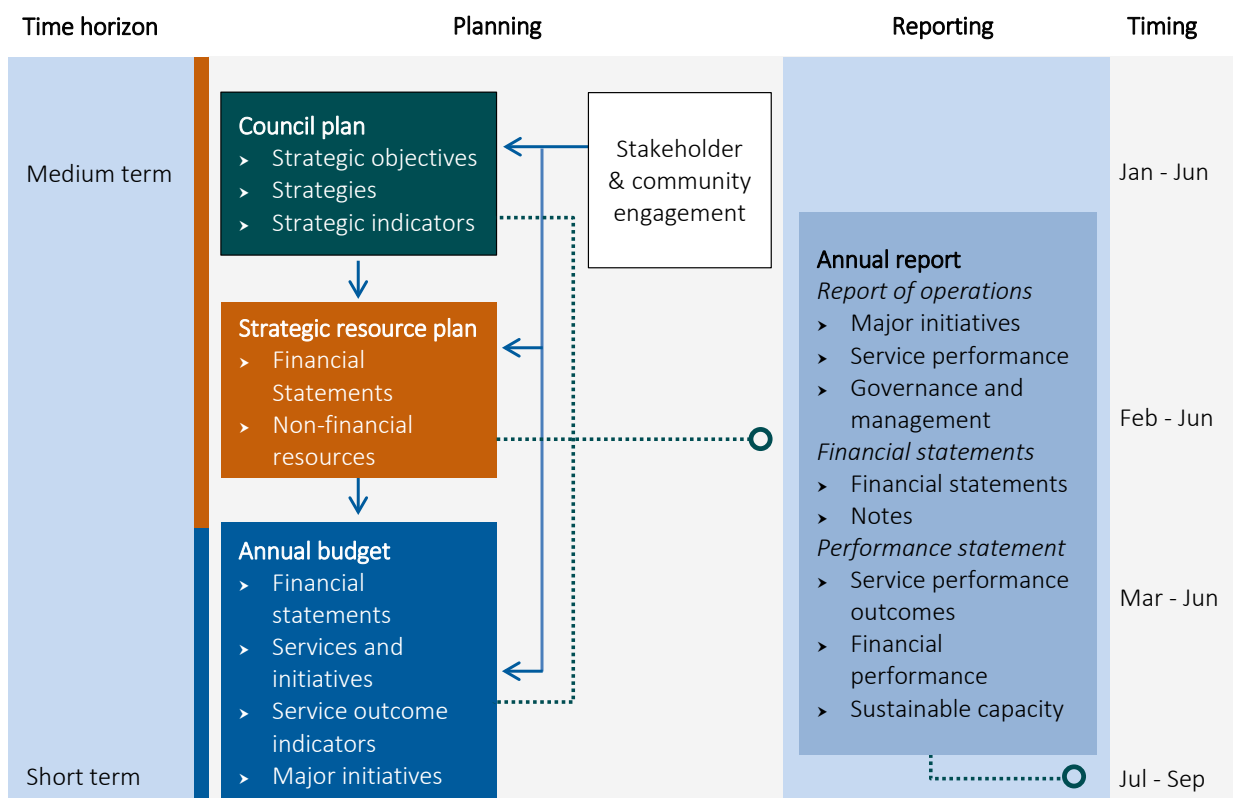 Time horizon
Planning
Reporting
Timing
Medium term
Short term
Council plan
➢ Strategic objectives
➢ Strategies
➢ Strategic indicators
Stakeholder
& community
engagement
Strategic resource plan
➢ Financial
Statements
➢ Non-financial
resources
Annual budget
➢ Financial
statements
➢ Services and
initiatives
➢ Service outcome
indicators
➢ Major initiatives
Annual report
Report of operations
➢ Major initiatives
➢ Service performance
➢ Governance and
management
Financial statements
➢ Financial statements
➢ Notes
Performance statement
➢ Service performance
outcomes
➢ Financial
performance
➢ Sustainable capacity
Jan - Jun
Feb - Jun
Mar - Jun
Jul - Sep